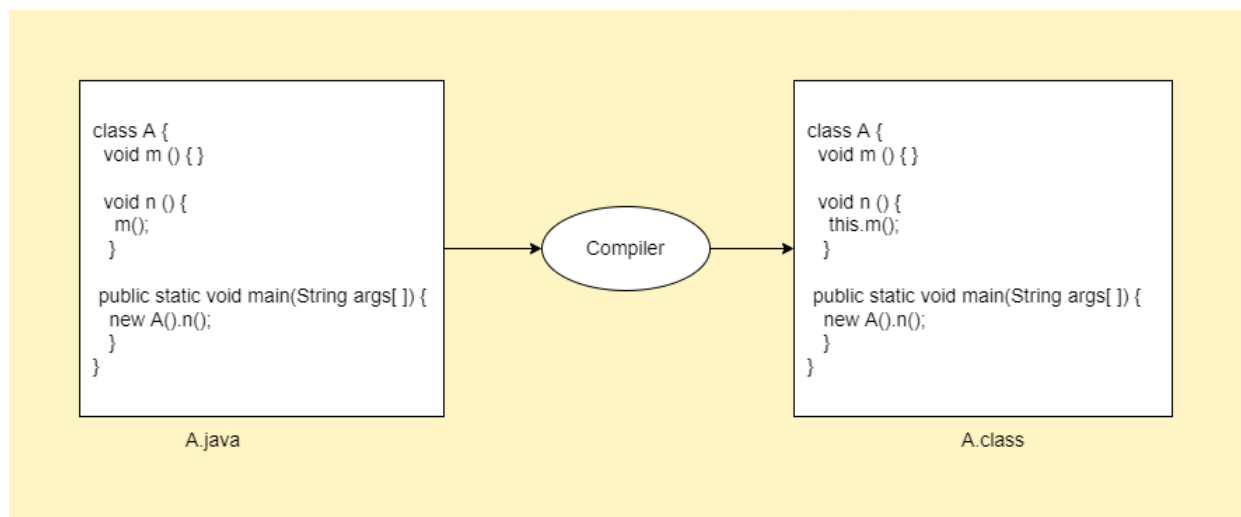 class A {
void m () { }
void n () {
m();
}
public static void main(String args[ ]) {
new A().n();
}
}
A.java
Compiler
class A {
void m () { }
void n () {
this.m();
}
public static void main(String args[ ]) {
new A().n();
}
}
A.class